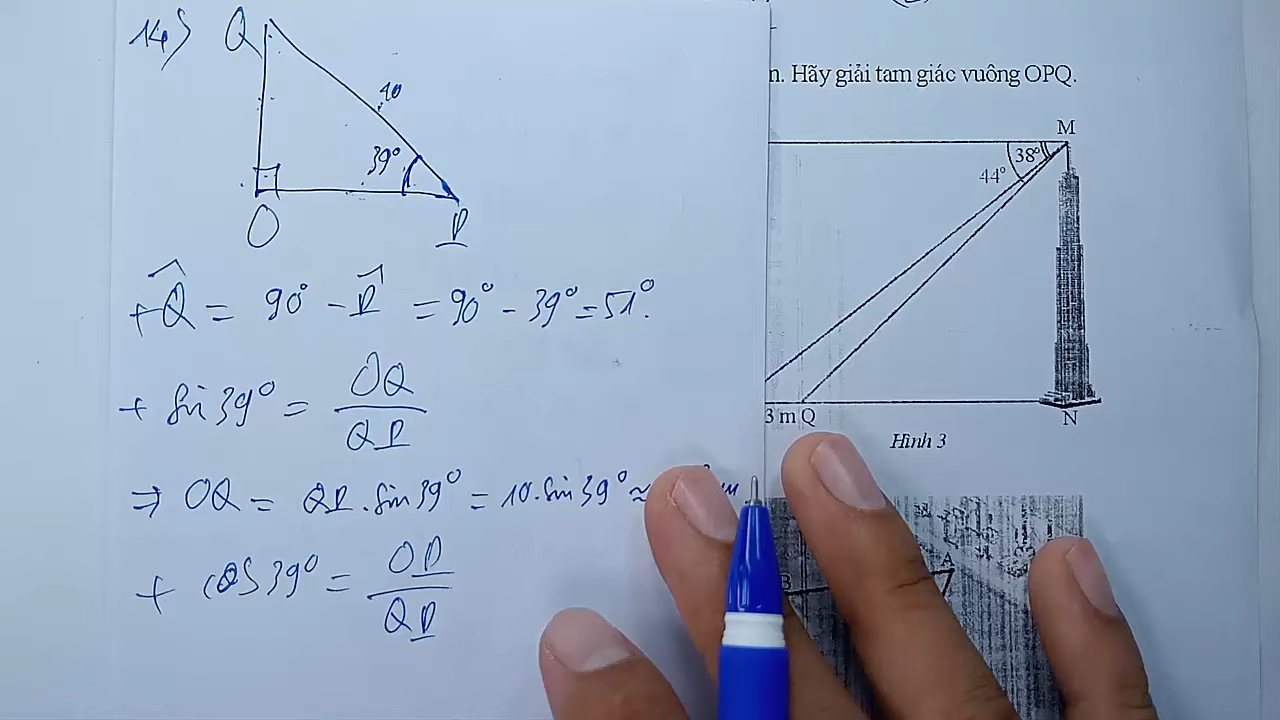 14)
Q
10
39°
O
P
+ Q̂ = 90° - P̂ = 90° - 39° = 51°.
+ sin 39° = OQ / QP
⇒ OQ = QP . sin 39° = 10 . sin 39° ≈ m
+ cos 39° = OP / QP
n. Hãy giải tam giác vuông OPQ.
M
38°
44°
3 m Q
N
Hình 3
A
B